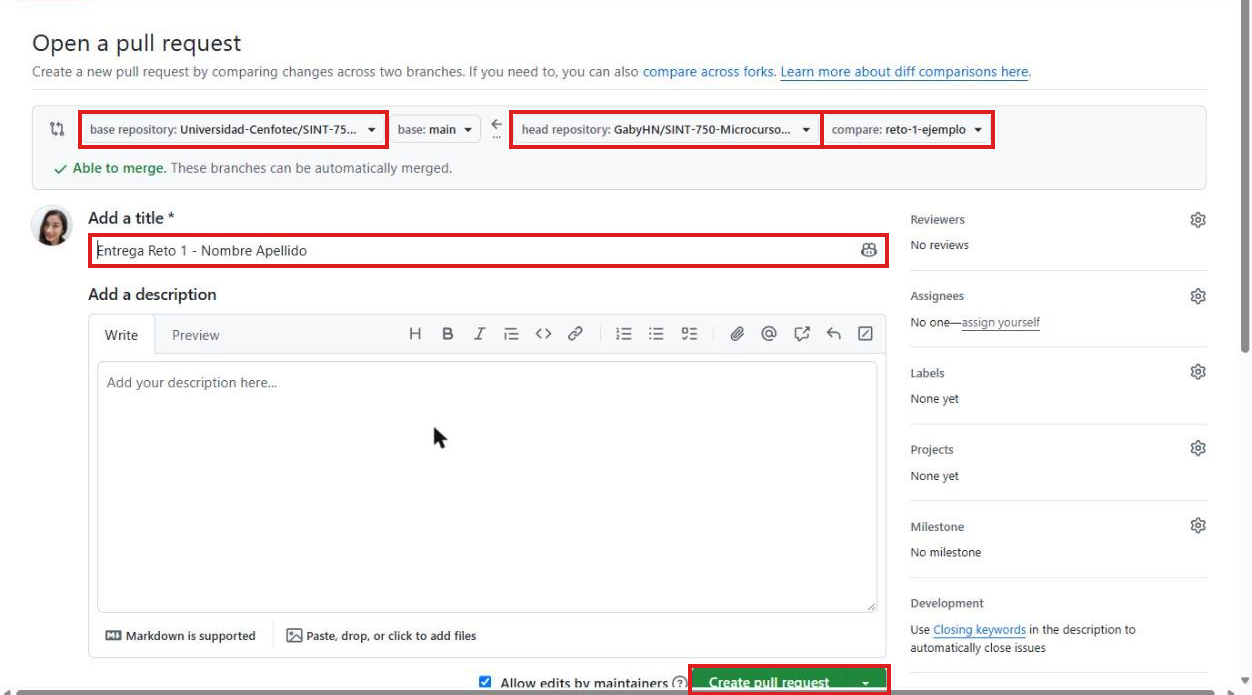 Open a pull request
Create a new pull request by comparing changes across two branches. If you need to, you can also compare across forks. Learn more about diff comparisons here.
base repository: Universidad-Cenfotec/SINT-75... base: main head repository: GabyHN/SINT-750-Microcurso... compare: reto-1-ejemplo
Able to merge. These branches can be automatically merged.
Add a title *
Entrega Reto 1 - Nombre Apellido
Add a description
Write Preview
Add your description here...
Markdown is supported Paste, drop, or click to add files
Allow edits by maintainers Create pull request
Reviewers
No reviews
Assignees
No one—assign yourself
Labels
None yet
Projects
None yet
Milestone
No milestone
Development
Use Closing keywords in the description to
automatically close issues